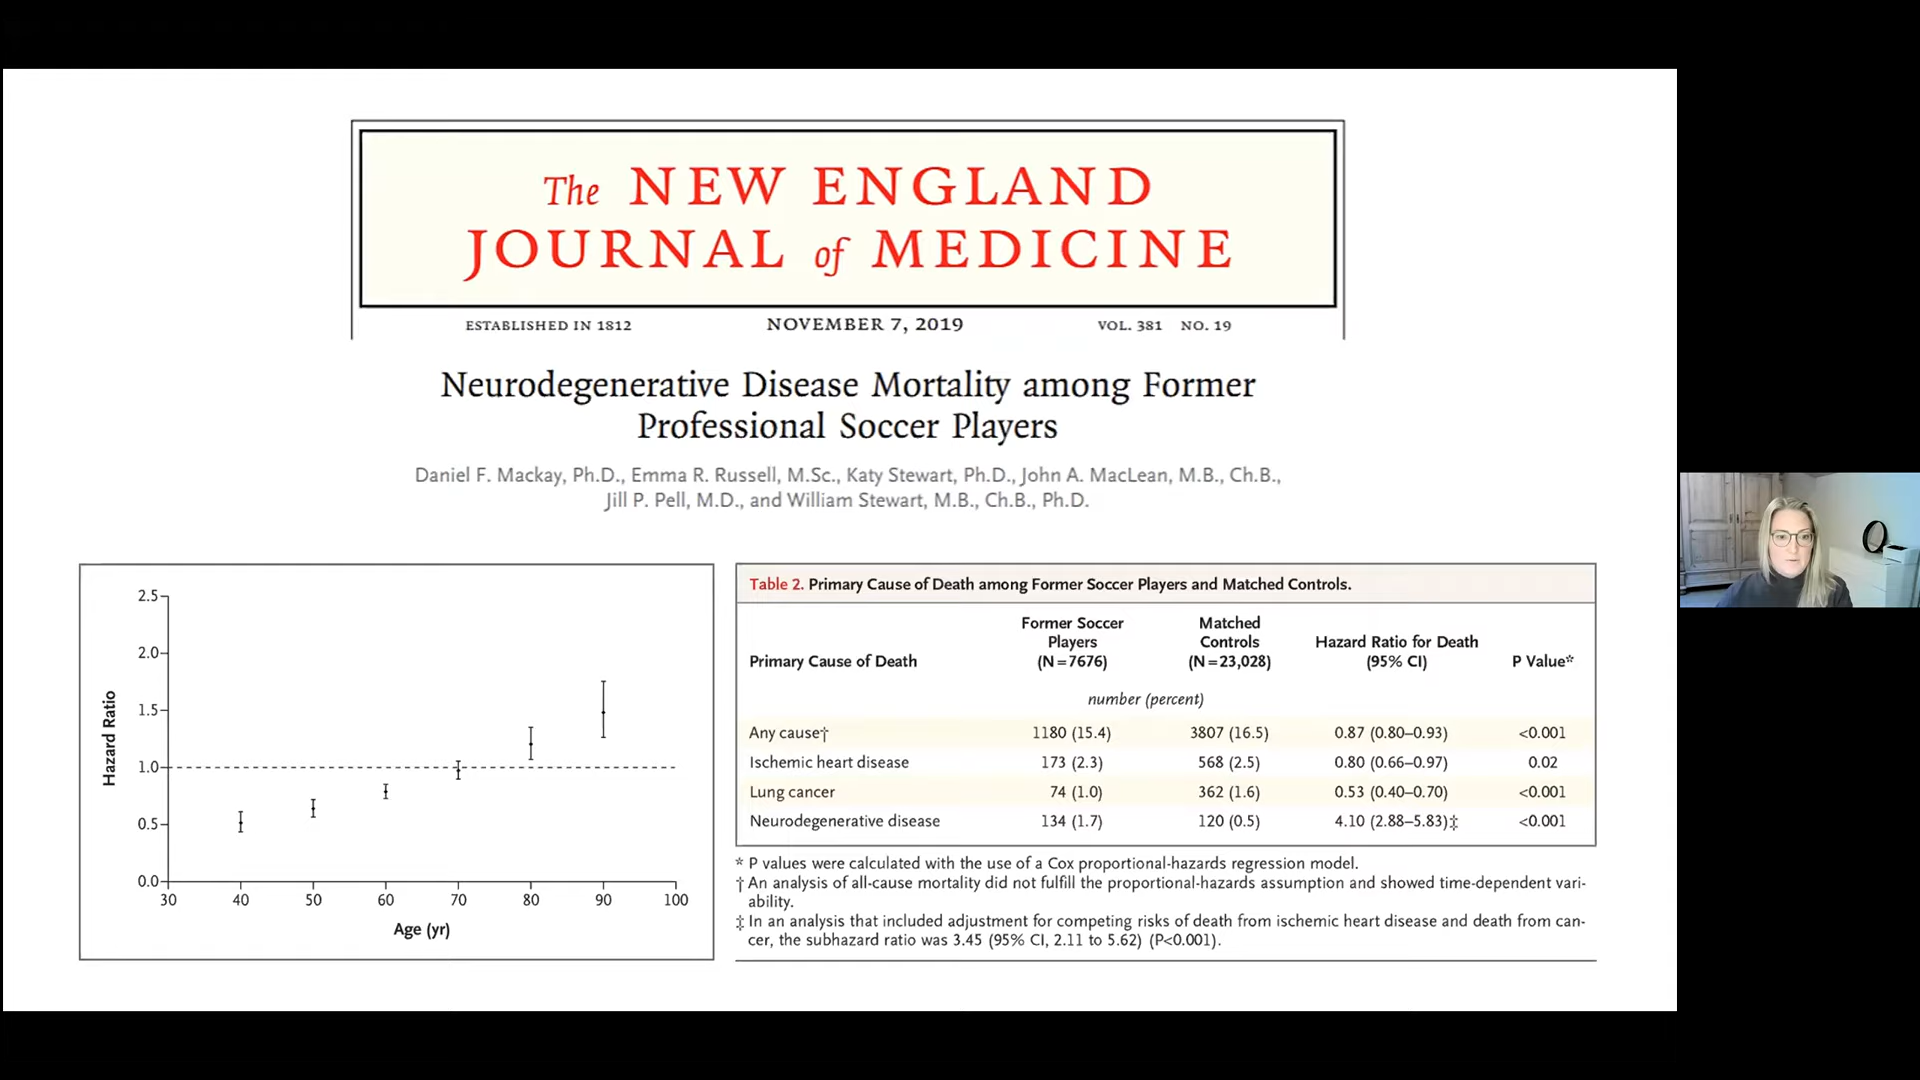 The NEW ENGLAND
JOURNAL of MEDICINE
ESTABLISHED IN 1812 NOVEMBER 7, 2019 VOL. 381 NO. 19
Neurodegenerative Disease Mortality among Former
Professional Soccer Players
Daniel F. Mackay, Ph.D., Emma R. Russell, M.Sc., Katy Stewart, Ph.D., John A. MacLean, M.B., Ch.B.,
Jill P. Pell, M.D., and William Stewart, M.B., Ch.B., Ph.D.
2.5
2.0
1.5
1.0
0.5
0.0
Hazard Ratio
30 40 50 60 70 80 90 100
Age (yr)
Table 2. Primary Cause of Death among Former Soccer Players and Matched Controls.
Primary Cause of Death
Former Soccer
Players
(N=7676)
Matched
Controls
(N=23,028)
Hazard Ratio for Death
(95% CI)
P Value*
number (percent)
Any cause† 1180 (15.4) 3807 (16.5) 0.87 (0.80–0.93) <0.001
Ischemic heart disease 173 (2.3) 568 (2.5) 0.80 (0.66–0.97) 0.02
Lung cancer 74 (1.0) 362 (1.6) 0.53 (0.40–0.70) <0.001
Neurodegenerative disease 134 (1.7) 120 (0.5) 4.10 (2.88–5.83)‡ <0.001
* P values were calculated with the use of a Cox proportional-hazards regression model.
† An analysis of all-cause mortality did not fulfill the proportional-hazards assumption and showed time-dependent vari-
ability.
‡ In an analysis that included adjustment for competing risks of death from ischemic heart disease and death from can-
cer, the subhazard ratio was 3.45 (95% CI, 2.11 to 5.62) (P<0.001).